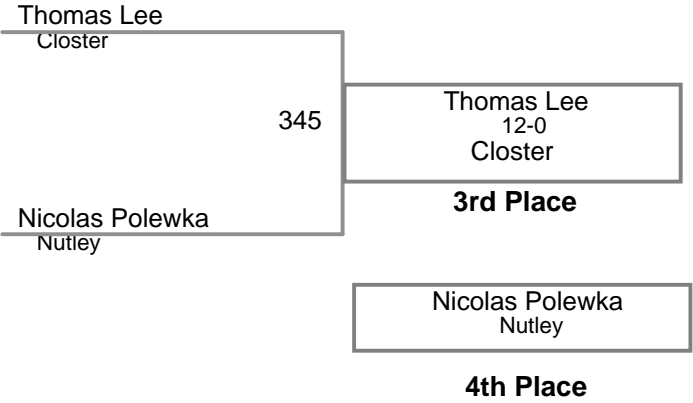 Thomas Lee
Closter
345
Thomas Lee
12-0
Closter
3rd Place
Nicolas Polewka
Nutley
Nicolas Polewka
Nutley
4th Place